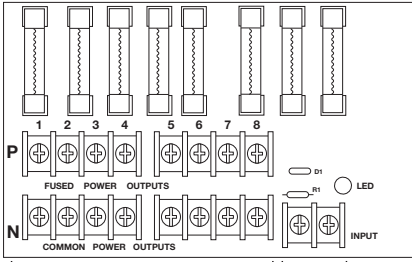 1 2 3 4 5 6 7 8
P
D1
FUSED POWER OUTPUTS
R1
LED
N
INPUT
COMMON POWER OUTPUTS